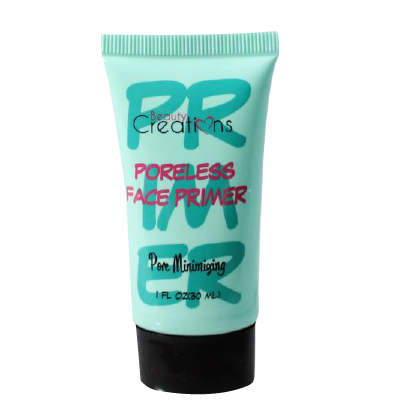 PR
Beauty
Creations
PORELESS
FACE PRIMER
IM
Pore Minimizing
ER
1 FL OZ(30 mL)